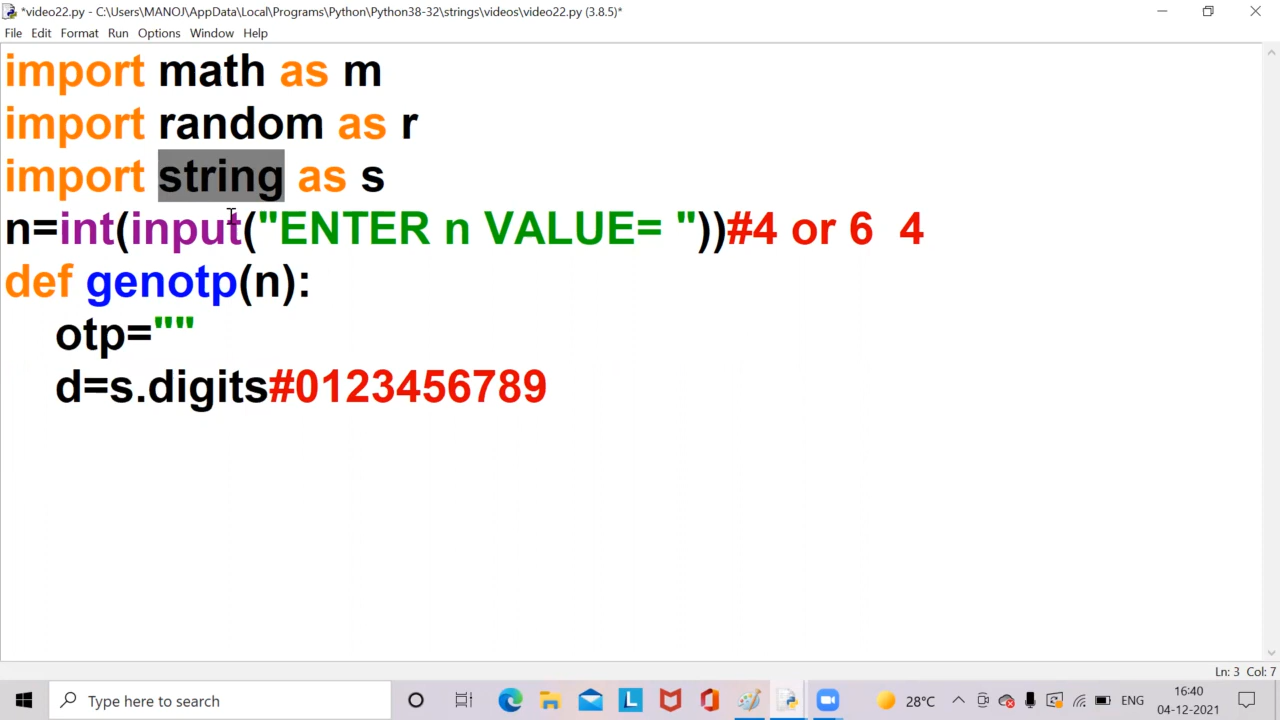 *video22.py - C:\Users\MANOJ\AppData\Local\Programs\Python\Python38-32\strings\videos\video22.py (3.8.5)*
File Edit Format Run Options Window Help
import math as m
import random as r
import string as s
n=int(input("ENTER n VALUE= "))#4 or 6  4
def genotp(n):
    otp=""
    d=s.digits#0123456789
Ln: 3 Col: 7
Type here to search
L
28°C
ENG
16:40
04-12-2021